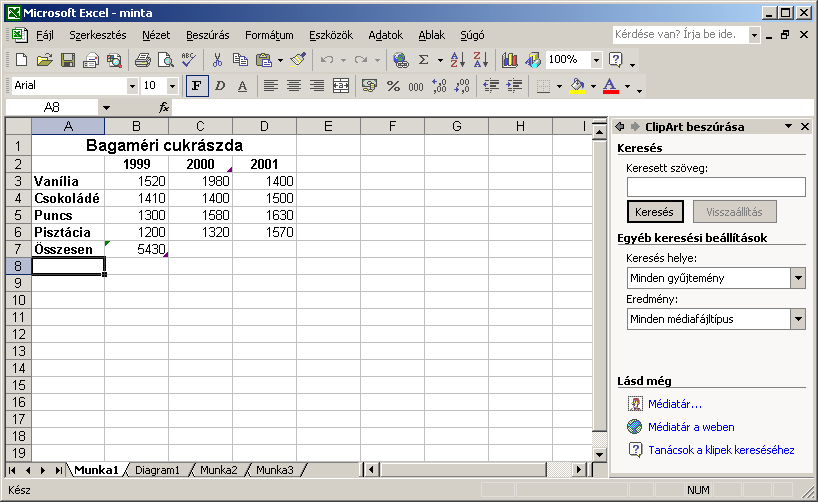 Microsoft Excel - minta
Fájl Szerkesztés Nézet Beszúrás Formátum Eszközök Adatok Ablak Súgó Kérdése van? Írja be ide.
100%
Arial 10 F D A
A8 fx
A B C D E F G H I
1 Bagaméri cukrászda
2 1999 2000 2001
3 Vanília 1520 1980 1400
4 Csokoládé 1410 1400 1500
5 Puncs 1300 1580 1630
6 Pisztácia 1200 1320 1570
7 Összesen 5430
8
9
10
11
12
13
14
15
16
17
18
19
Munka1 Diagram1 Munka2 Munka3
ClipArt beszúrása
Keresés
Keresett szöveg:
Keresés Visszaállítás
Egyéb keresési beállítások
Keresés helye:
Minden gyűjtemény
Eredmény:
Minden médiafájltípus
Lásd még
Médiatár...
Médiatár a weben
Tanácsok a klipek kereséséhez
Kész NUM